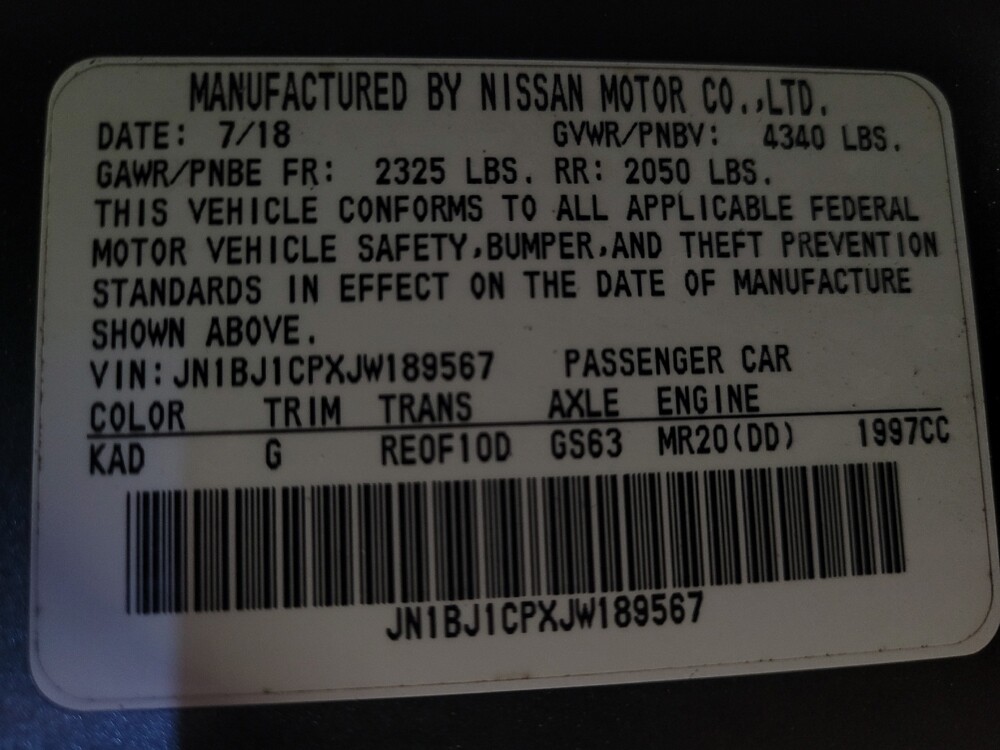 MANUFACTURED BY NISSAN MOTOR CO.,LTD.
DATE: 7/18 GVWR/PNBV: 4340 LBS.
GAWR/PNBE FR: 2325 LBS. RR: 2050 LBS.
THIS VEHICLE CONFORMS TO ALL APPLICABLE FEDERAL
MOTOR VEHICLE SAFETY,BUMPER,AND THEFT PREVENTION
STANDARDS IN EFFECT ON THE DATE OF MANUFACTURE
SHOWN ABOVE.
VIN: JN1BJ1CPXJW189567 PASSENGER CAR
COLOR TRIM TRANS AXLE ENGINE
KAD G RE0F10D GS63 MR20(DD) 1997CC
JN1BJ1CPXJW189567